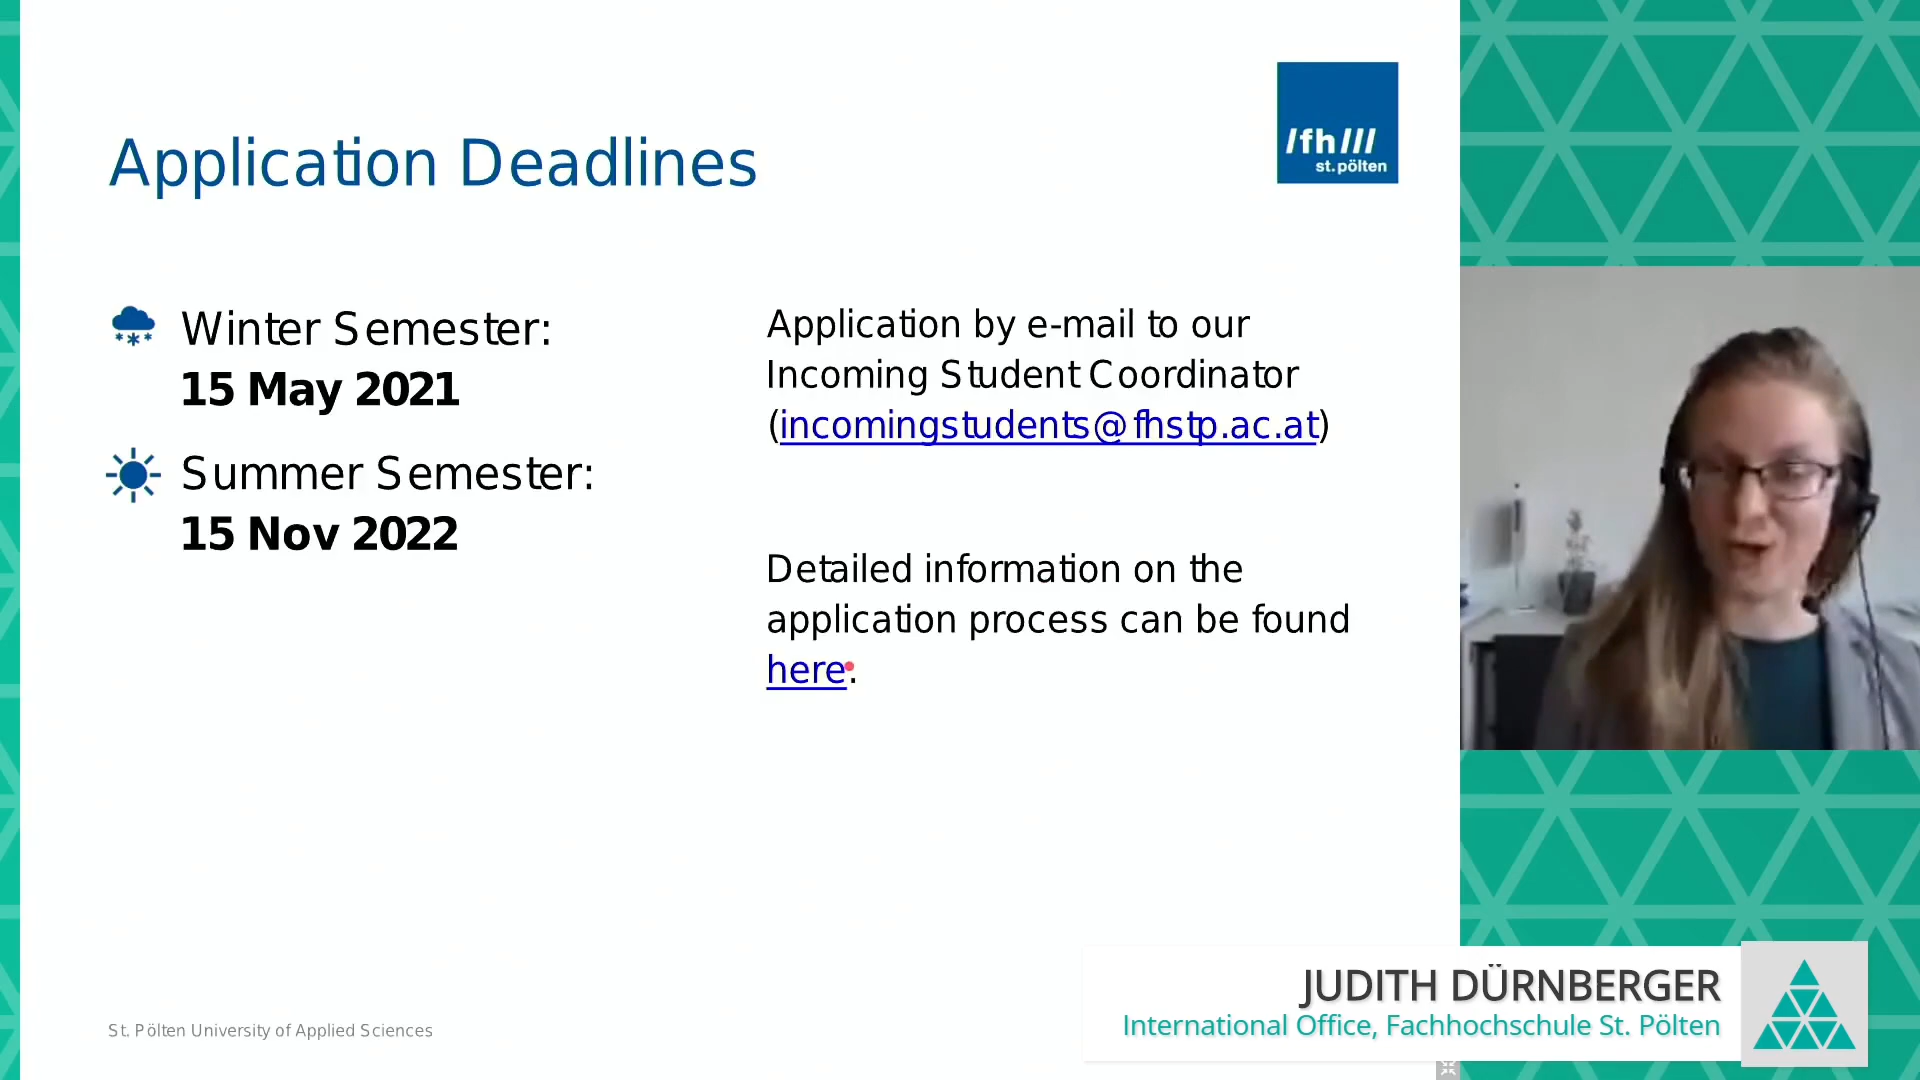 /fh///
st.pölten
Application Deadlines
Winter Semester:
15 May 2021
Summer Semester:
15 Nov 2022
Application by e-mail to our
Incoming Student Coordinator
(incomingstudents@fhstp.ac.at)
Detailed information on the
application process can be found
here.
JUDITH DÜRNBERGER
International Office, Fachhochschule St. Pölten
St. Pölten University of Applied Sciences